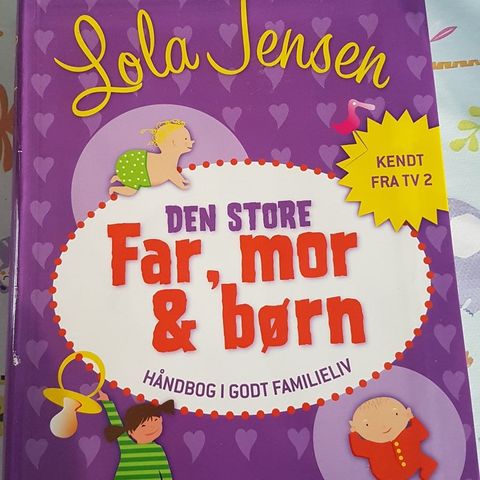 Lola Jensen
KENDT
FRA TV 2
DEN STORE
Far, mor
& børn
HÅNDBOG I GODT FAMILIELIV